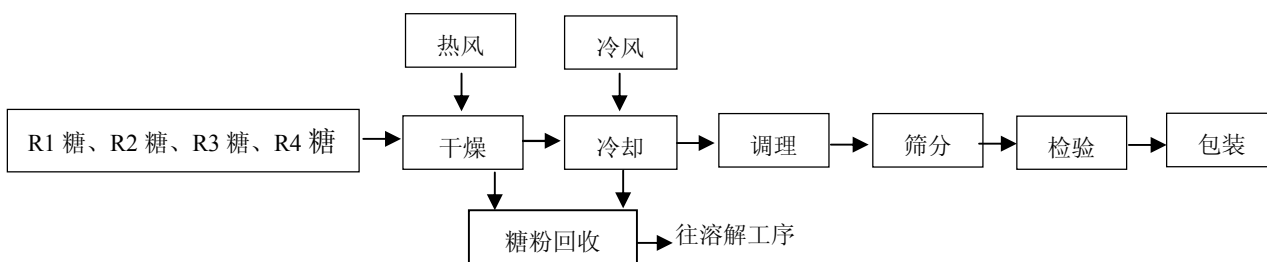 热风
冷风
R1 糖、R2 糖、R3 糖、R4 糖
干燥
冷却
调理
筛分
检验
包装
糖粉回收
往溶解工序